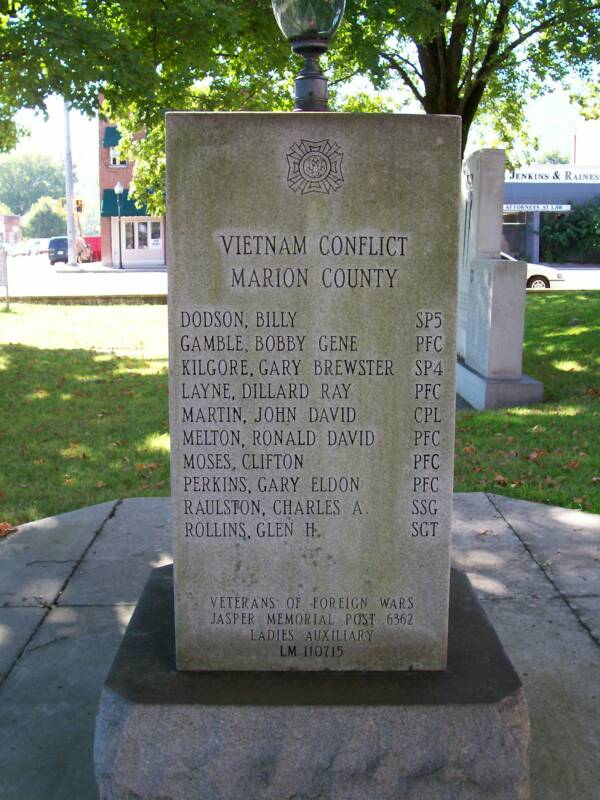 JENKINS & RAINES
ATTORNEYS AT LAW
VIETNAM CONFLICT
MARION COUNTY
DODSON, BILLY SP5
GAMBLE, BOBBY GENE PFC
KILGORE, GARY BREWSTER SP4
LAYNE, DILLARD RAY PFC
MARTIN, JOHN DAVID CPL
MELTON, RONALD DAVID PFC
MOSES, CLIFTON PFC
PERKINS, GARY ELDON PFC
RAULSTON, CHARLES A. SSG
ROLLINS, GLEN H. SGT
VETERANS OF FOREIGN WARS
JASPER MEMORIAL POST 6362
LADIES AUXILIARY
LM 110715